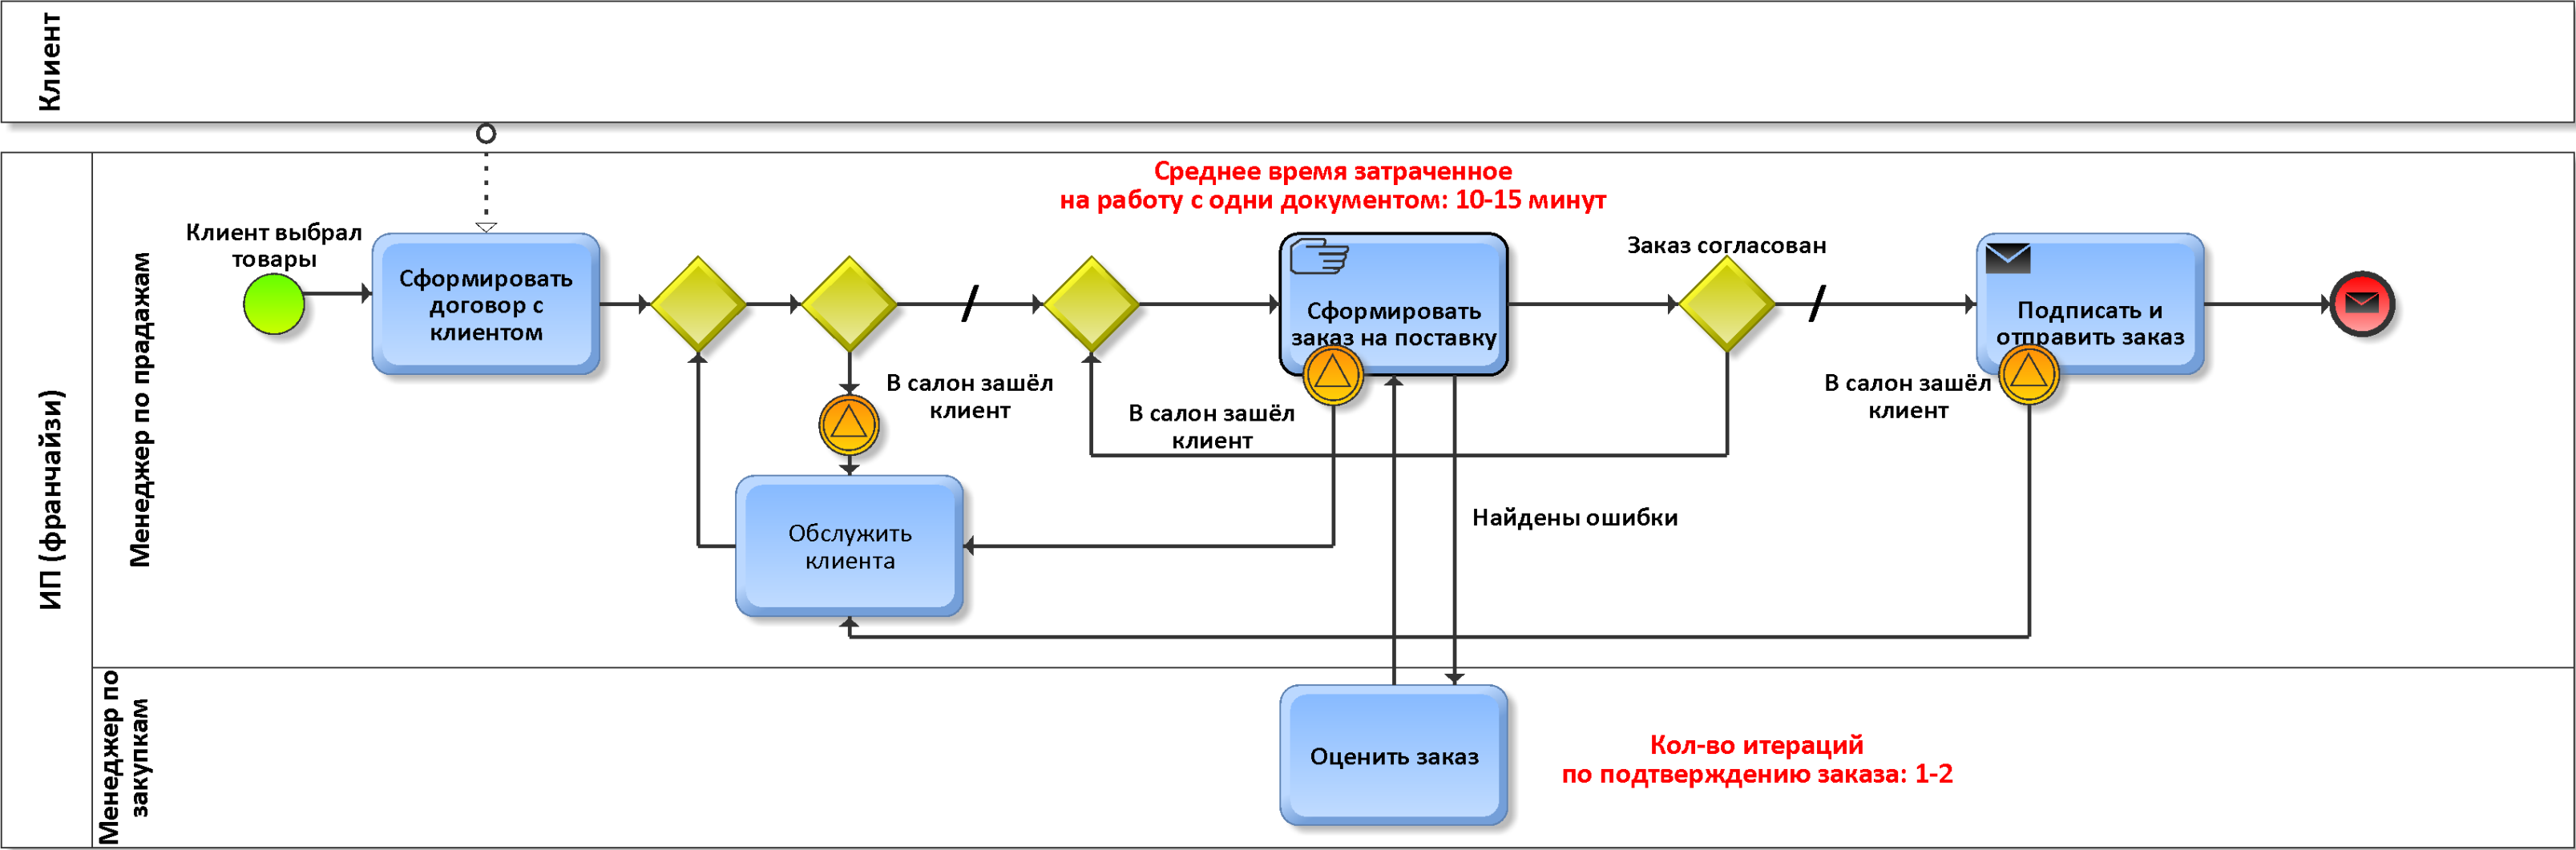 Клиент
ИП (франчайзи)
Менеджер по прадажам
Среднее время затраченное
на работу с одни документом: 10-15 минут
Клиент выбрал
товары
Сформировать
договор с
клиентом
В салон зашёл
клиент
Обслужить
клиента
В салон зашёл
клиент
Сформировать
заказ на поставку
Найдены ошибки
Заказ согласован
Подписать и
отправить заказ
В салон зашёл
клиент
Менеджер по
закупкам
Оценить заказ
Кол-во итераций
по подтверждению заказа: 1-2